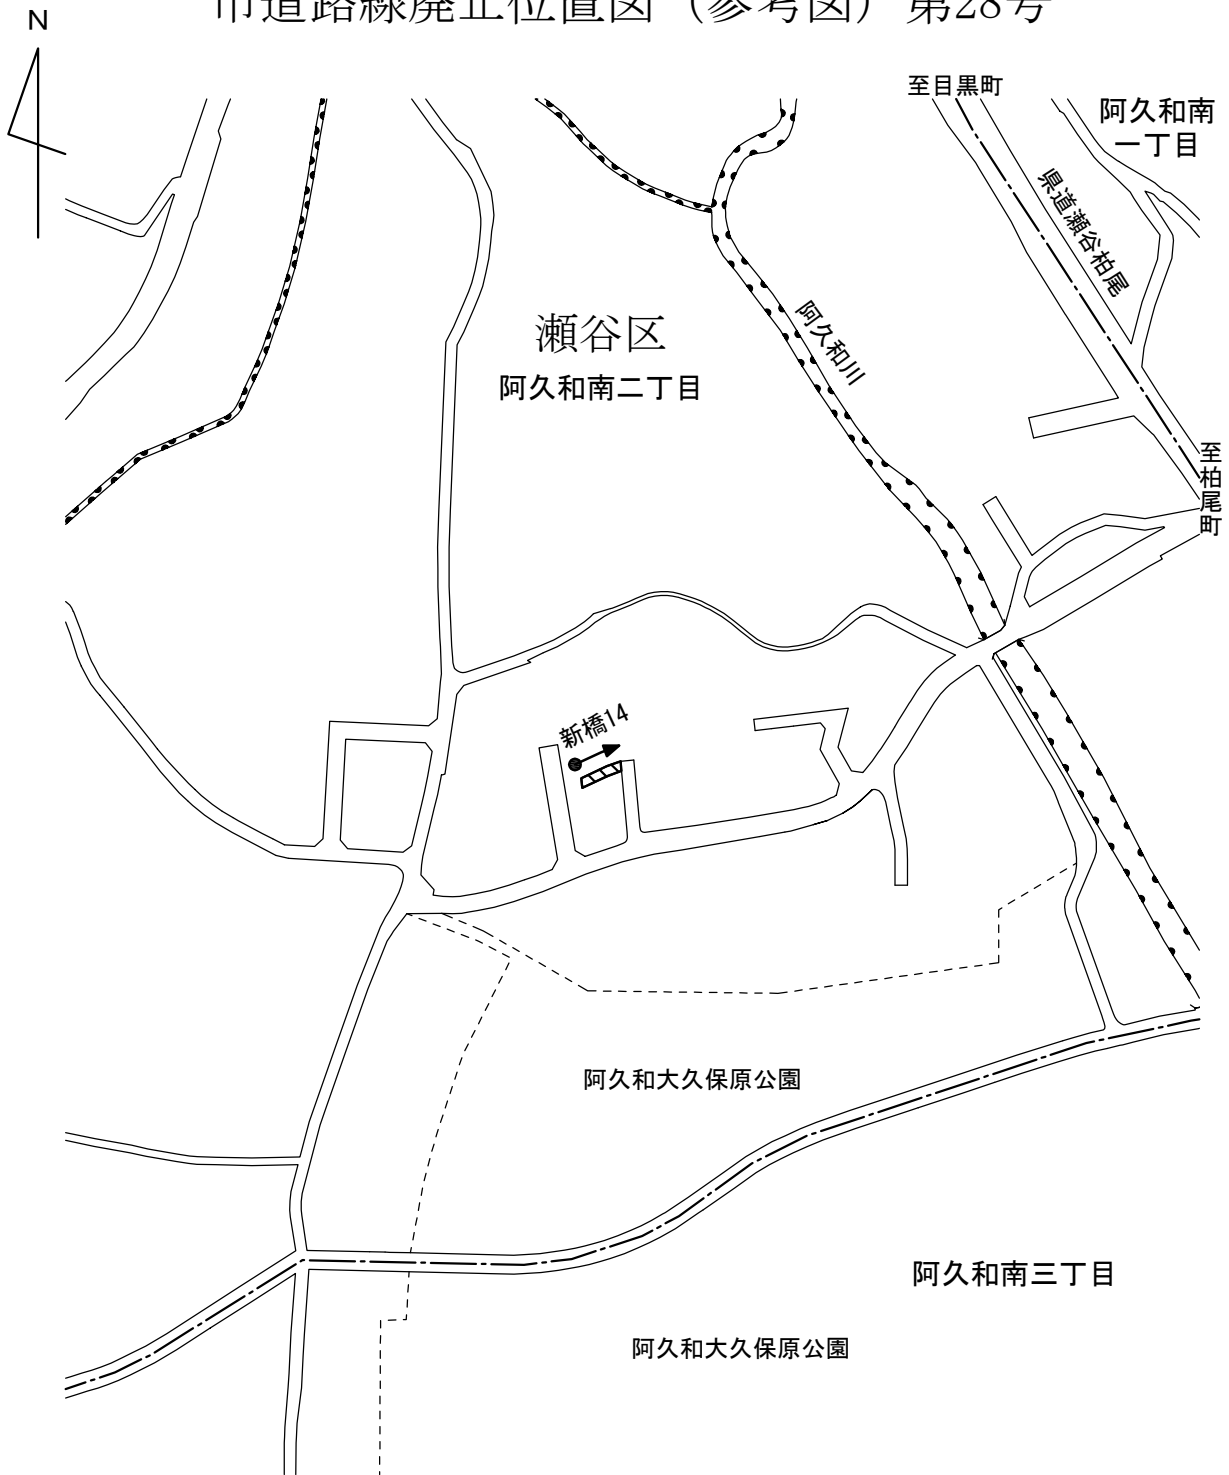 市道路線廃止位置図（参考図）第28号
N
至目黒町
阿久和南
一丁目
県道瀬谷柏尾
阿久和川
瀬谷区
阿久和南二丁目
至柏尾町
新橋14
阿久和大久保原公園
阿久和南三丁目
阿久和大久保原公園